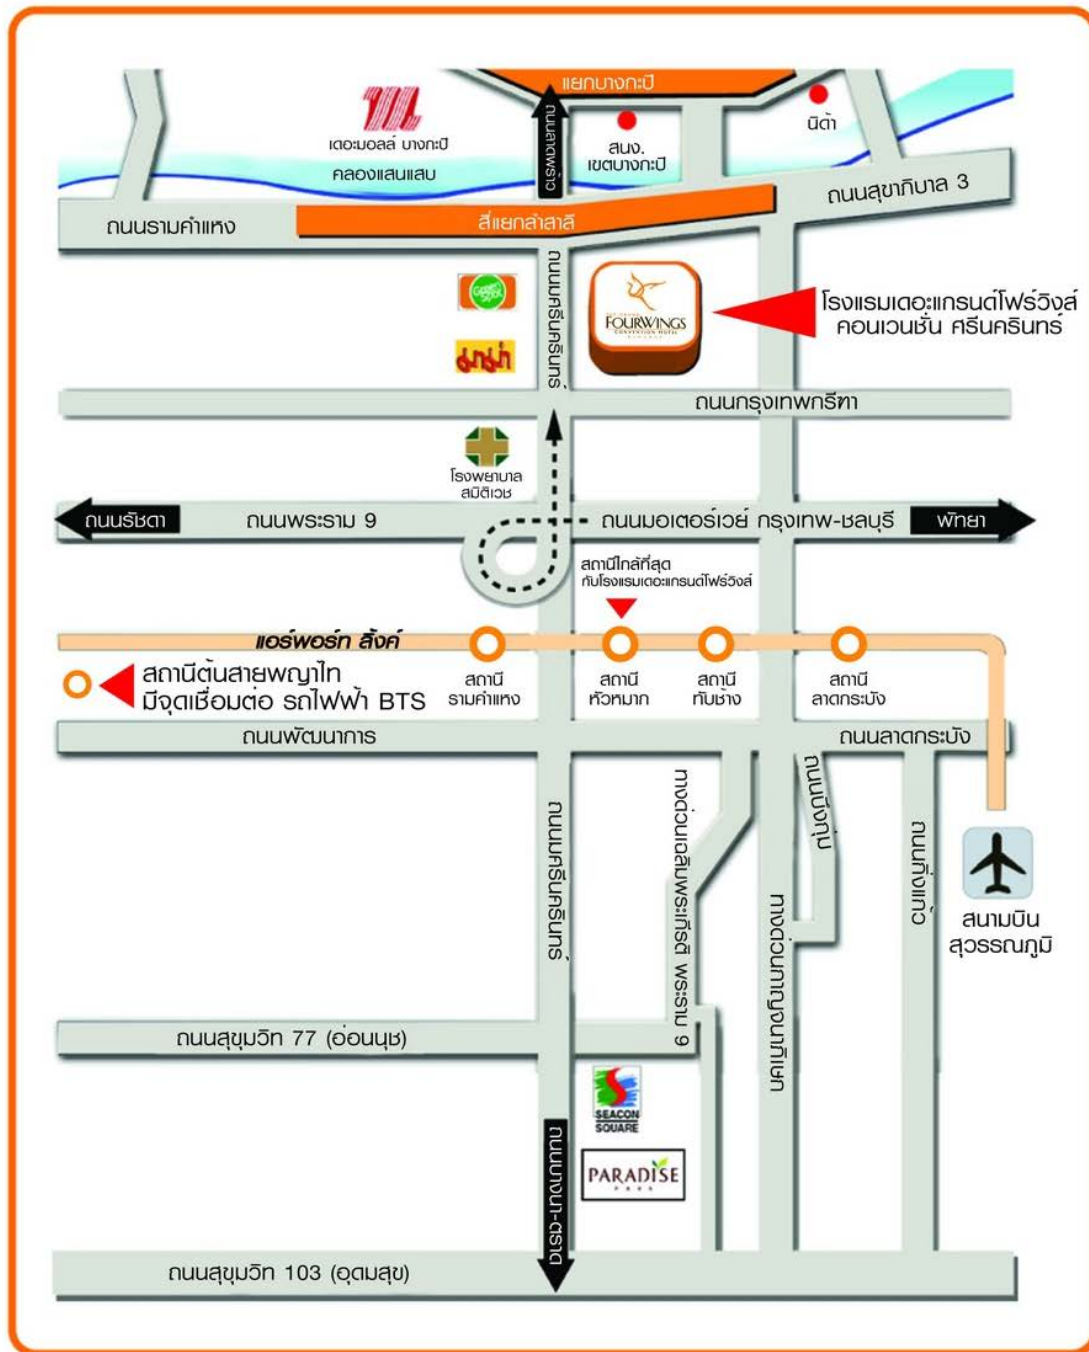 แยกบางกะปิ
ถนนลาดพร้าว
เดอะมอลล์ บางกะปิ
คลองแสนแสบ
สนง.
เขตบางกะปิ
นิด้า
ถนนสุขาภิบาล 3
ถนนรามคำแหง
สี่แยกลำสาลี
ถนนศรีนครินทร์
Green Spot
มาม่า
THE GRAND
FOURWINGS
CONVENTION HOTEL
BANGKOK
โรงแรมเดอะแกรนด์โฟร์วิงส์
คอนเวนชั่น ศรีนครินทร์
ถนนกรุงเทพกรีฑา
โรงพยาบาล
สมิติเวช
ถนนรัชดา
ถนนพระราม 9
ถนนมอเตอร์เวย์ กรุงเทพ-ชลบุรี
พัทยา
สถานีใกล้ที่สุด
กับโรงแรมเดอะแกรนด์โฟร์วิงส์
แอร์พอร์ท ลิ้งค์
สถานีต้นสายพญาไท
มีจุดเชื่อมต่อ รถไฟฟ้า BTS
สถานี
รามคำแหง
สถานี
หัวหมาก
สถานี
ทับช้าง
สถานี
ลาดกระบัง
ถนนพัฒนาการ
ถนนลาดกระบัง
ถนนศรีนครินทร์
ทางด่วนเฉลิมพระเกียรติ พระราม 9
ทางด่วนกาญจนาภิเษก
ถนนบึงกุ่ม
ถนนกิ่งแก้ว
สนามบิน
สุวรรณภูมิ
ถนนสุขุมวิท 77 (อ่อนนุช)
SEACON
SQUARE
PARADISE
PARK
ถนนบางนา-ตราด
ถนนสุขุมวิท 103 (อุดมสุข)